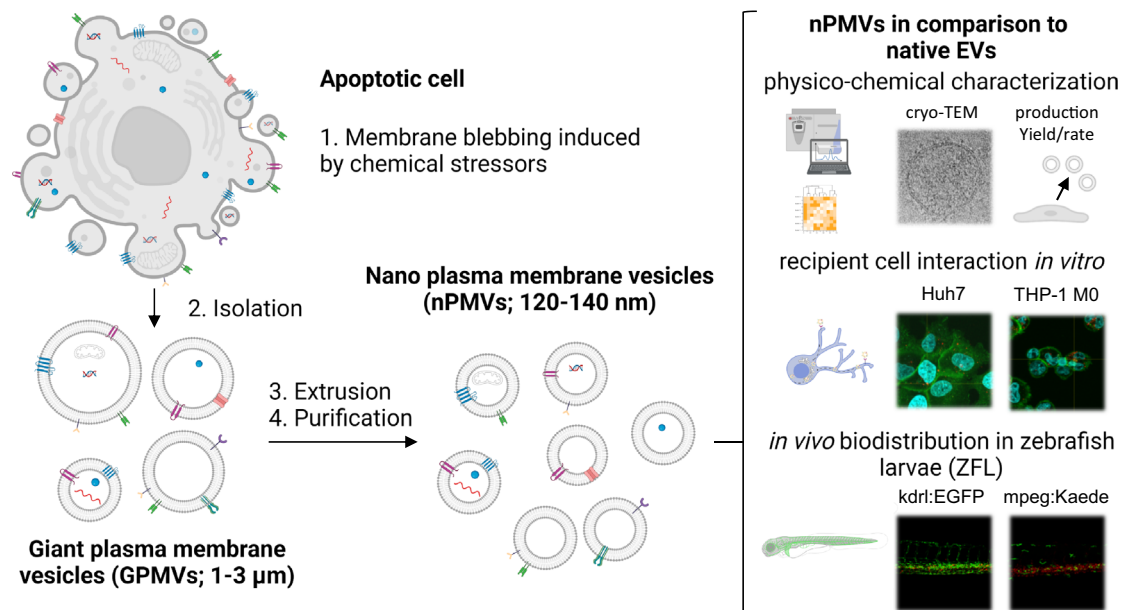 Apoptotic cell
1. Membrane blebbing induced
by chemical stressors
2. Isolation
Giant plasma membrane
vesicles (GPMVs; 1-3 µm)
3. Extrusion
4. Purification
Nano plasma membrane vesicles
(nPMVs; 120-140 nm)
nPMVs in comparison to
native EVs
physico-chemical characterization
cryo-TEM
production
Yield/rate
recipient cell interaction in vitro
Huh7
THP-1 M0
in vivo biodistribution in zebrafish
larvae (ZFL)
kdrl:EGFP
mpeg:Kaede